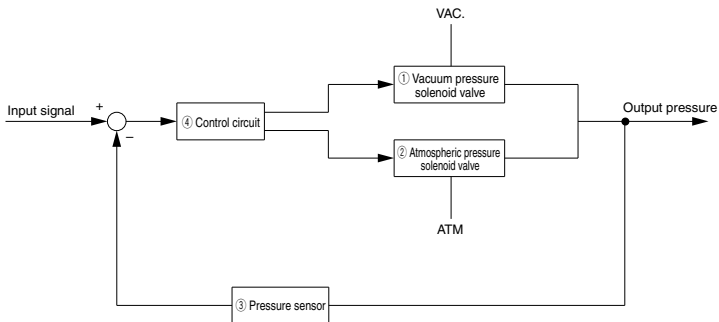 VAC.
① Vacuum pressure
solenoid valve
Input signal
+
−
④ Control circuit
Output pressure
② Atmospheric pressure
solenoid valve
ATM
③ Pressure sensor